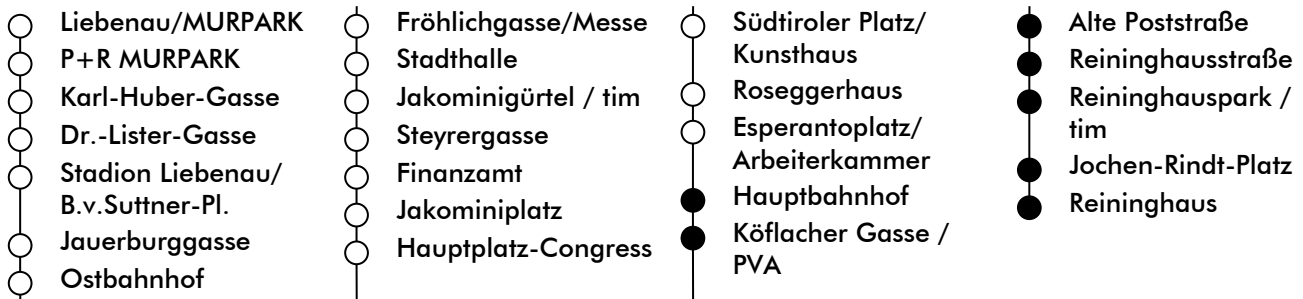 Liebenau/MURPARK
P+R MURPARK
Karl-Huber-Gasse
Dr.-Lister-Gasse
Stadion Liebenau/
B.v.Suttner-Pl.
Jauerburggasse
Ostbahnhof
Fröhlichgasse/Messe
Stadthalle
Jakominigürtel / tim
Steyrergasse
Finanzamt
Jakominiplatz
Hauptplatz-Congress
Südtiroler Platz/
Kunsthaus
Roseggerhaus
Esperantoplatz/
Arbeiterkammer
Hauptbahnhof
Köflacher Gasse /
PVA
Alte Poststraße
Reininghausstraße
Reininghauspark /
tim
Jochen-Rindt-Platz
Reininghaus